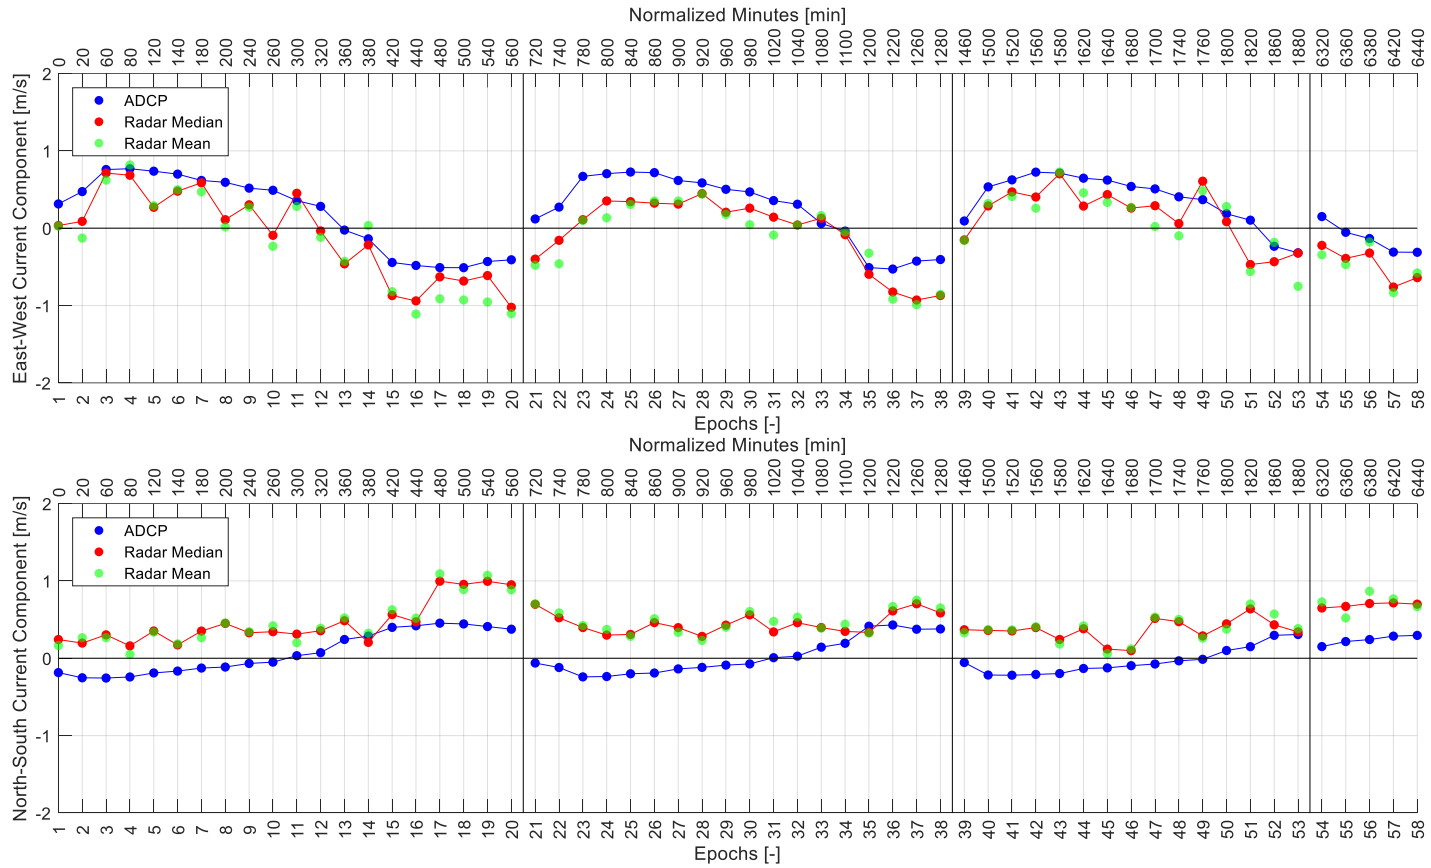 Normalized Minutes [min]
0 20 60 80 120 140 180 200 240 260 300 320 360 380 420 440 480 500 540 560 720 740 780 800 840 860 900 920 960 980 1020 1040 1080 1100 1200 1220 1260 1280 1460 1500 1520 1560 1580 1620 1640 1680 1700 1740 1760 1800 1820 1860 1880 6320 6360 6380 6420 6440
East-West Current Component [m/s]
2
1
0
-1
-2
ADCP
Radar Median
Radar Mean
1 2 3 4 5 6 7 8 9 10 11 12 13 14 15 16 17 18 19 20 21 22 23 24 25 26 27 28 29 30 31 32 33 34 35 36 37 38 39 40 41 42 43 44 45 46 47 48 49 50 51 52 53 54 55 56 57 58
Epochs [-]
Normalized Minutes [min]
0 20 60 80 120 140 180 200 240 260 300 320 360 380 420 440 480 500 540 560 720 740 780 800 840 860 900 920 960 980 1020 1040 1080 1100 1200 1220 1260 1280 1460 1500 1520 1560 1580 1620 1640 1680 1700 1740 1760 1800 1820 1860 1880 6320 6360 6380 6420 6440
North-South Current Component [m/s]
2
1
0
-1
-2
ADCP
Radar Median
Radar Mean
1 2 3 4 5 6 7 8 9 10 11 12 13 14 15 16 17 18 19 20 21 22 23 24 25 26 27 28 29 30 31 32 33 34 35 36 37 38 39 40 41 42 43 44 45 46 47 48 49 50 51 52 53 54 55 56 57 58
Epochs [-]